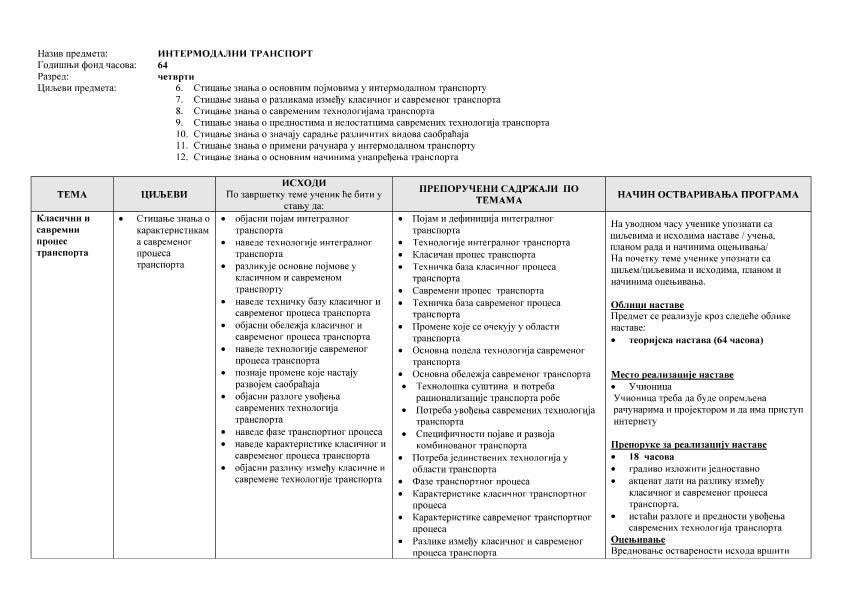 Назив предмета: ИНТЕРМОДАЛНИ ТРАНСПОРТ
Годишњи фонд часова: 64
Разред: четврти
Циљеви предмета: 6. Стицање знања о основним појмовима у интермодалном транспорту
7. Стицање знања о разликама између класичног и савременог транспорта
8. Стицање знања о савременим технологијама транспорта
9. Стицање знања о предностима и недостатцима савремених технологија транспорта
10. Стицање знања о значају сарадње различитих видова саобраћаја
11. Стицање знања о примени рачунара у интермодалном транспорту
12. Стицање знања о основним начинима унапређења транспорта
ТЕМА
ЦИЉЕВИ
ИСХОДИ
По завршетку теме ученик ће бити у
стању да:
ПРЕПОРУЧЕНИ САДРЖАЈИ ПО
ТЕМАМА
НАЧИН ОСТВАРИВАЊА ПРОГРАМА
Класични и
савремни
процес
транспорта
• Стицање знања о
карактеристикам
а савременог
процеса
транспорта
• објасни појам интегралног
транспорта
• наведе технологије интегралног
транспорта
• разликује основне појмове у
класичном и савременом
транспорту
• наведе техничку базу класичног и
савременог процеса транспорта
• објасни обележја класичног и
савременог процеса транспорта
• наведе технологије савременог
процеса транспорта
• познаје промене које настају
развојем саобраћаја
• објасни разлоге увођења
савремених технологија
транспорта
• наведе фазе транспортног процеса
• наведе карактеристике класичног и
савременог процеса транспорта
• објасни разлику између класичне и
савремене технологије транспорта
• Појам и дефиниција интегралног
транспорта
• Технологије интегралног транспорта
• Класичан процес транспорта
• Техничка база класичног процеса
транспорта
• Савремени процес транспорта
• Техничка база савременог процеса
транспорта
• Промене које се очекују у области
транспорта
• Основна подела технологија савременог
транспорта
• Основна обележја савременог транспорта
• Технолошка суштина и потреба
рационализације транспорта робе
• Потреба увођења савремених технологија
транспорта
• Специфичности појаве и развоја
комбинованог транспорта
• Потреба јединствених технологија у
области транспорта
• Фазе транспортног процеса
• Карактеристике класичног транспортног
процеса
• Карактеристике савременог транспортног
процеса
• Разлике између класичног и савременог
процеса транспорта
На уводном часу ученике упознати са
циљевима и исходима наставе / учења,
планом рада и начинима оцењивања/
На почетку теме ученике упознати са
циљем/циљевима и исходима, планом и
начинима оцењивања.
Облици наставе
Предмет се реализује кроз следеће облике
наставе:
• теоријска настава (64 часова)
Место реализације наставе
• Учионица
Учионица треба да буде опремљена
рачунарима и пројектором и да има приступ
интернету
Препоруке за реализацију наставе
• 18 часова
• градиво изложити једноставно
• акценат дати на разлику између
класичног и савременог процеса
транспорта.
• истаћи разлоге и предности увођења
савремених технологија транспорта
Оцењивање
Вредновање остварености исхода вршити